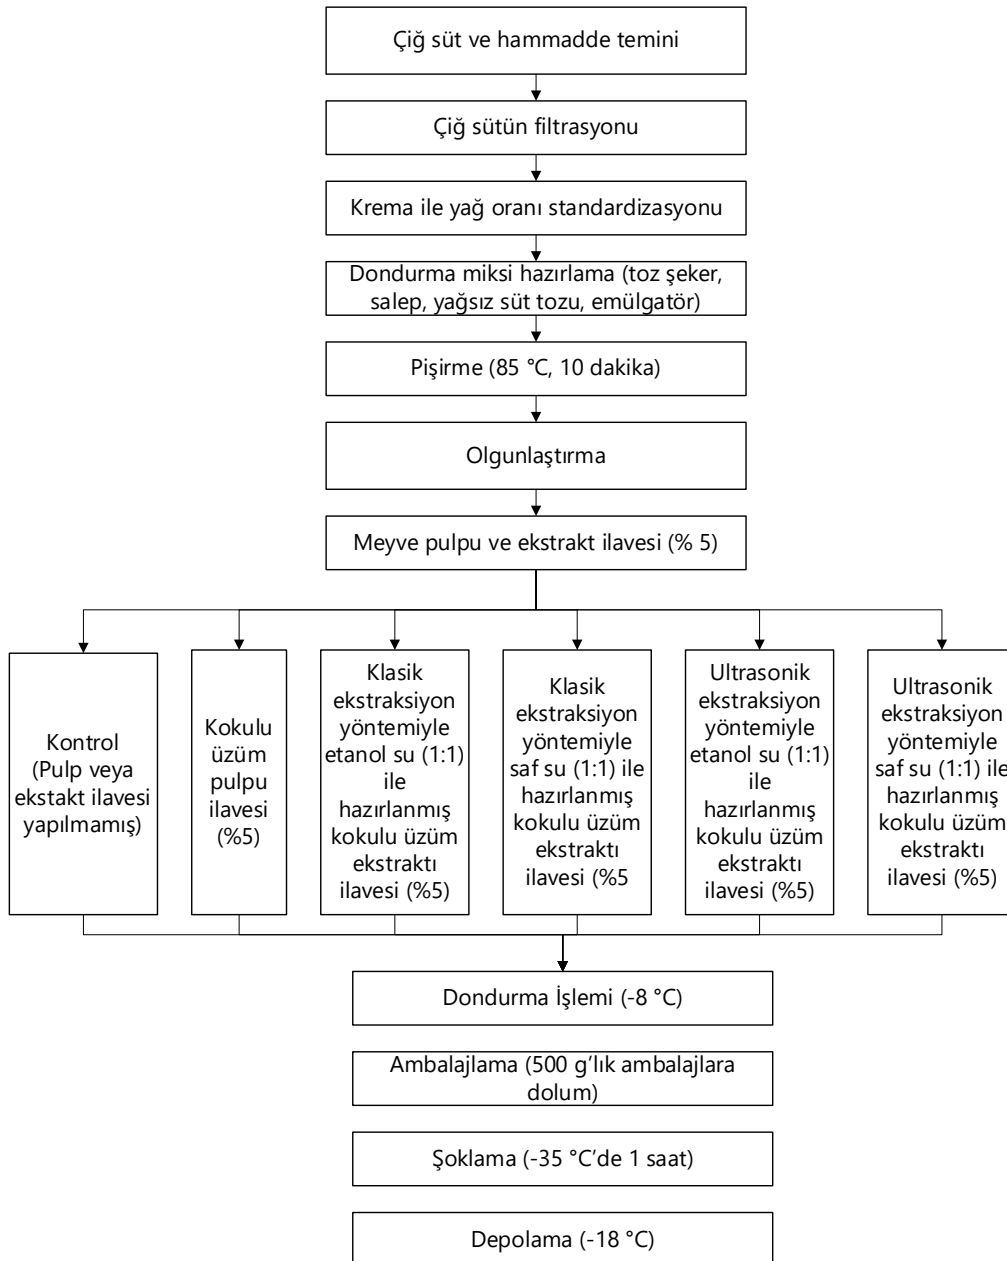 Çiğ süt ve hammadde temini
Çiğ sütün filtrasyonu
Krema ile yağ oranı standardizasyonu
Dondurma miksi hazırlama (toz şeker,
salep, yağsız süt tozu, emülgatör)
Pişirme (85 °C, 10 dakika)
Olgunlaştırma
Meyve pulpu ve ekstrakt ilavesi (% 5)
Kontrol
(Pulp veya
ekstakt ilavesi
yapılmamış)
Kokulu
üzüm
pulpu
ilavesi
(%5)
Klasik
ekstraksiyon
yöntemiyle
etanol su (1:1)
ile
hazırlanmış
kokulu üzüm
ekstraktı
ilavesi (%5)
Klasik
ekstraksiyon
yöntemiyle
saf su (1:1) ile
hazırlanmış
kokulu üzüm
ekstraktı
ilavesi (%5
Ultrasonik
ekstraksiyon
yöntemiyle
etanol su (1:1)
ile
hazırlanmış
kokulu üzüm
ekstraktı
ilavesi (%5)
Ultrasonik
ekstraksiyon
yöntemiyle
saf su (1:1) ile
hazırlanmış
kokulu üzüm
ekstraktı
ilavesi (%5)
Dondurma İşlemi (-8 °C)
Ambalajlama (500 g’lık ambalajlara
dolum)
Şoklama (-35 °C’de 1 saat)
Depolama (-18 °C)